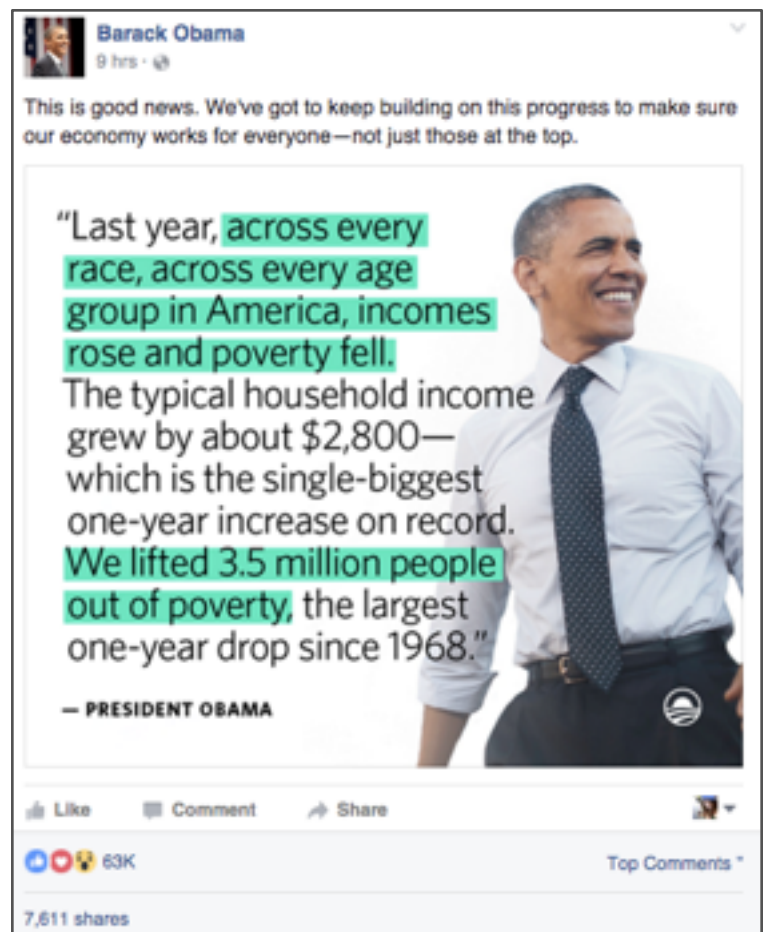 Barack Obama
9 hrs ·
This is good news. We've got to keep building on this progress to make sure
our economy works for everyone—not just those at the top.
“Last year, across every
race, across every age
group in America, incomes
rose and poverty fell.
The typical household income
grew by about $2,800—
which is the single-biggest
one-year increase on record.
We lifted 3.5 million people
out of poverty, the largest
one-year drop since 1968.”
— PRESIDENT OBAMA
Like Comment Share
63K Top Comments
7,611 shares